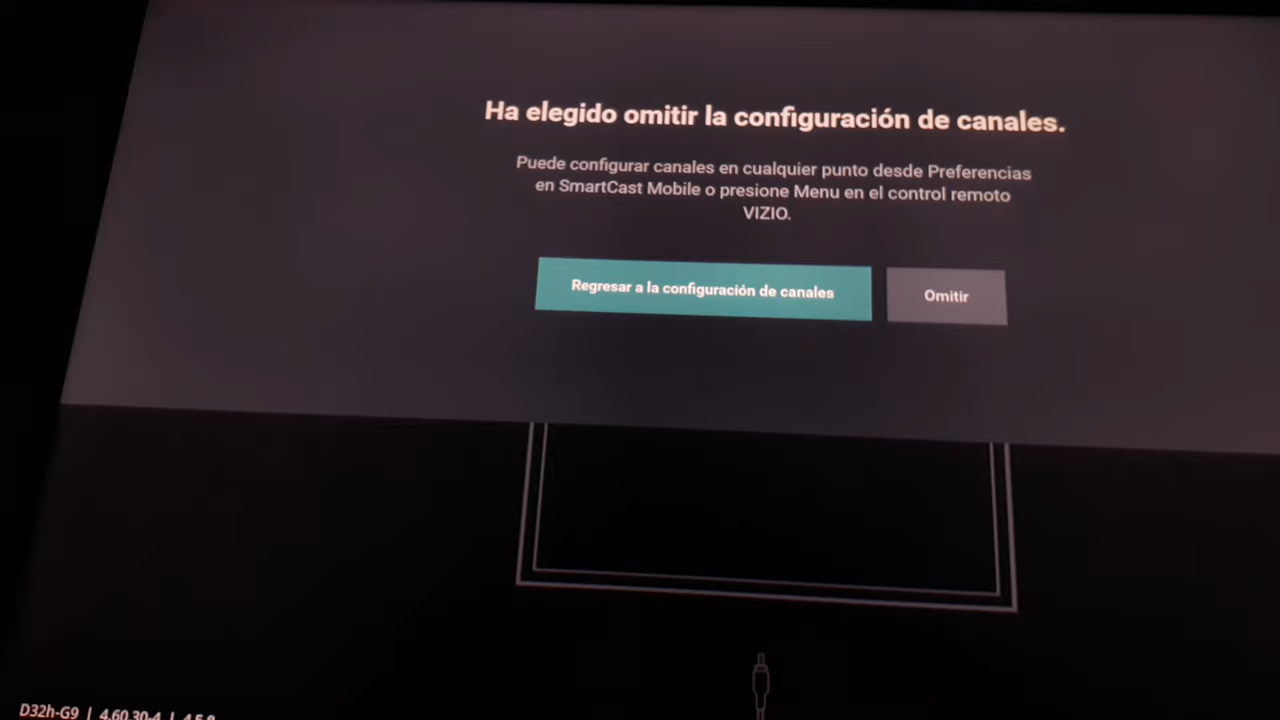 Ha elegido omitir la configuración de canales.
Puede configurar canales en cualquier punto desde Preferencias
en SmartCast Mobile o presione Menu en el control remoto
VIZIO.
Regresar a la configuración de canales
Omitir
D32h-G9 | 4.60.30-4 |